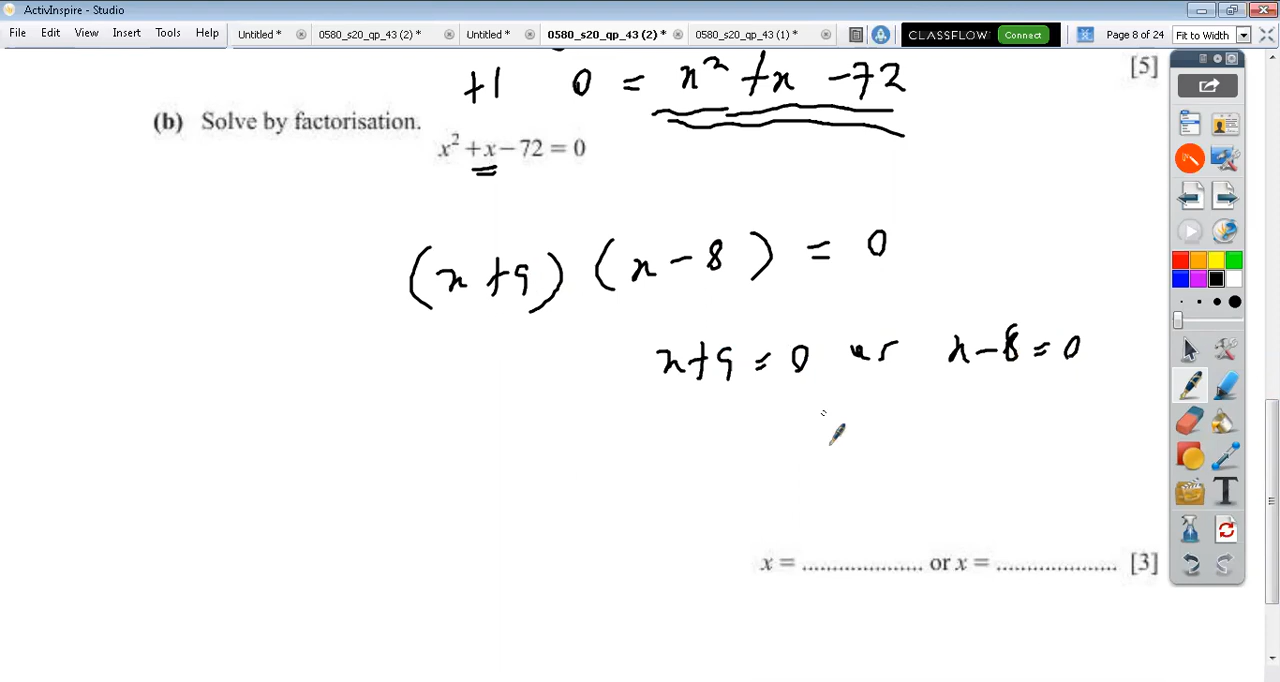 ActivInspire - Studio
File Edit View Insert Tools Help Untitled * 0580_s20_qp_43 (2) * Untitled * 0580_s20_qp_43 (2) * 0580_s20_qp_43 (1) * CLASSFLOW Connect Page 8 of 24 Fit to Width
+1 0 = x² + x - 72 [5]
(b) Solve by factorisation.
x² + x − 72 = 0
(x + 9) (x - 8) = 0
x + 9 = 0 or x - 8 = 0
x = .................... or x = .................... [3]